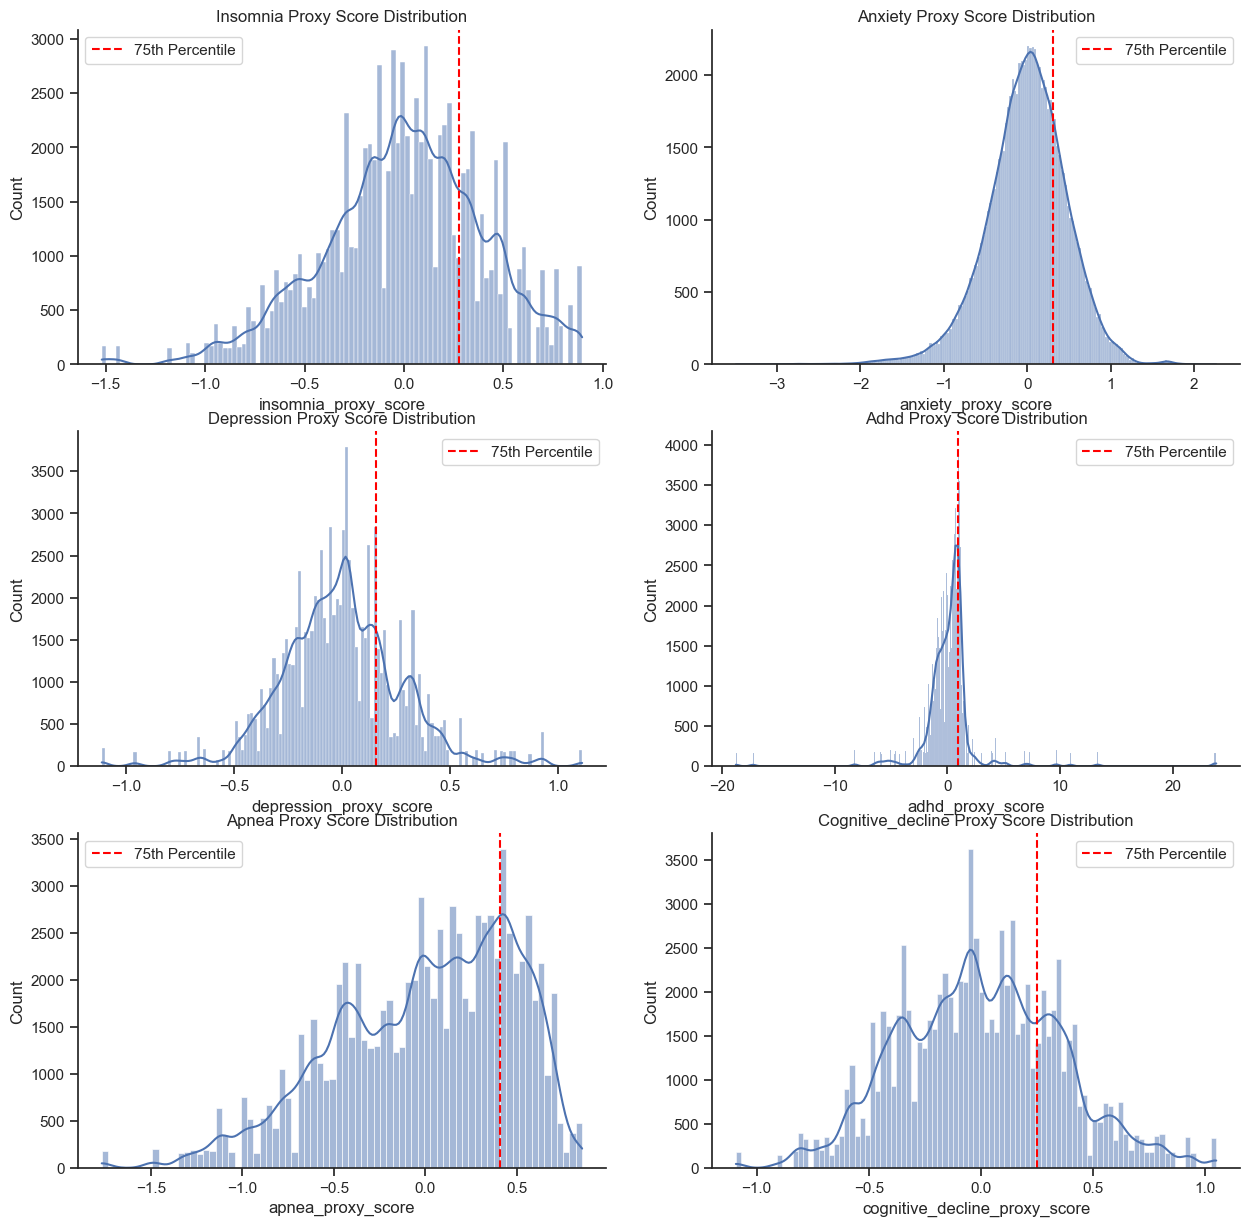 Insomnia Proxy Score Distribution
75th Percentile
3000
2500
2000
1500
1000
500
0
Count
−1.5 −1.0 −0.5 0.0 0.5 1.0
insomnia_proxy_score
Anxiety Proxy Score Distribution
75th Percentile
2000
1500
1000
500
0
Count
−3 −2 −1 0 1 2
anxiety_proxy_score
Depression Proxy Score Distribution
75th Percentile
3500
3000
2500
2000
1500
1000
500
0
Count
−1.0 −0.5 0.0 0.5 1.0
depression_proxy_score
Adhd Proxy Score Distribution
75th Percentile
4000
3500
3000
2500
2000
1500
1000
500
0
Count
−20 −10 0 10 20
adhd_proxy_score
Apnea Proxy Score Distribution
75th Percentile
3500
3000
2500
2000
1500
1000
500
0
Count
−1.5 −1.0 −0.5 0.0 0.5
apnea_proxy_score
Cognitive_decline Proxy Score Distribution
75th Percentile
3500
3000
2500
2000
1500
1000
500
0
Count
−1.0 −0.5 0.0 0.5 1.0
cognitive_decline_proxy_score